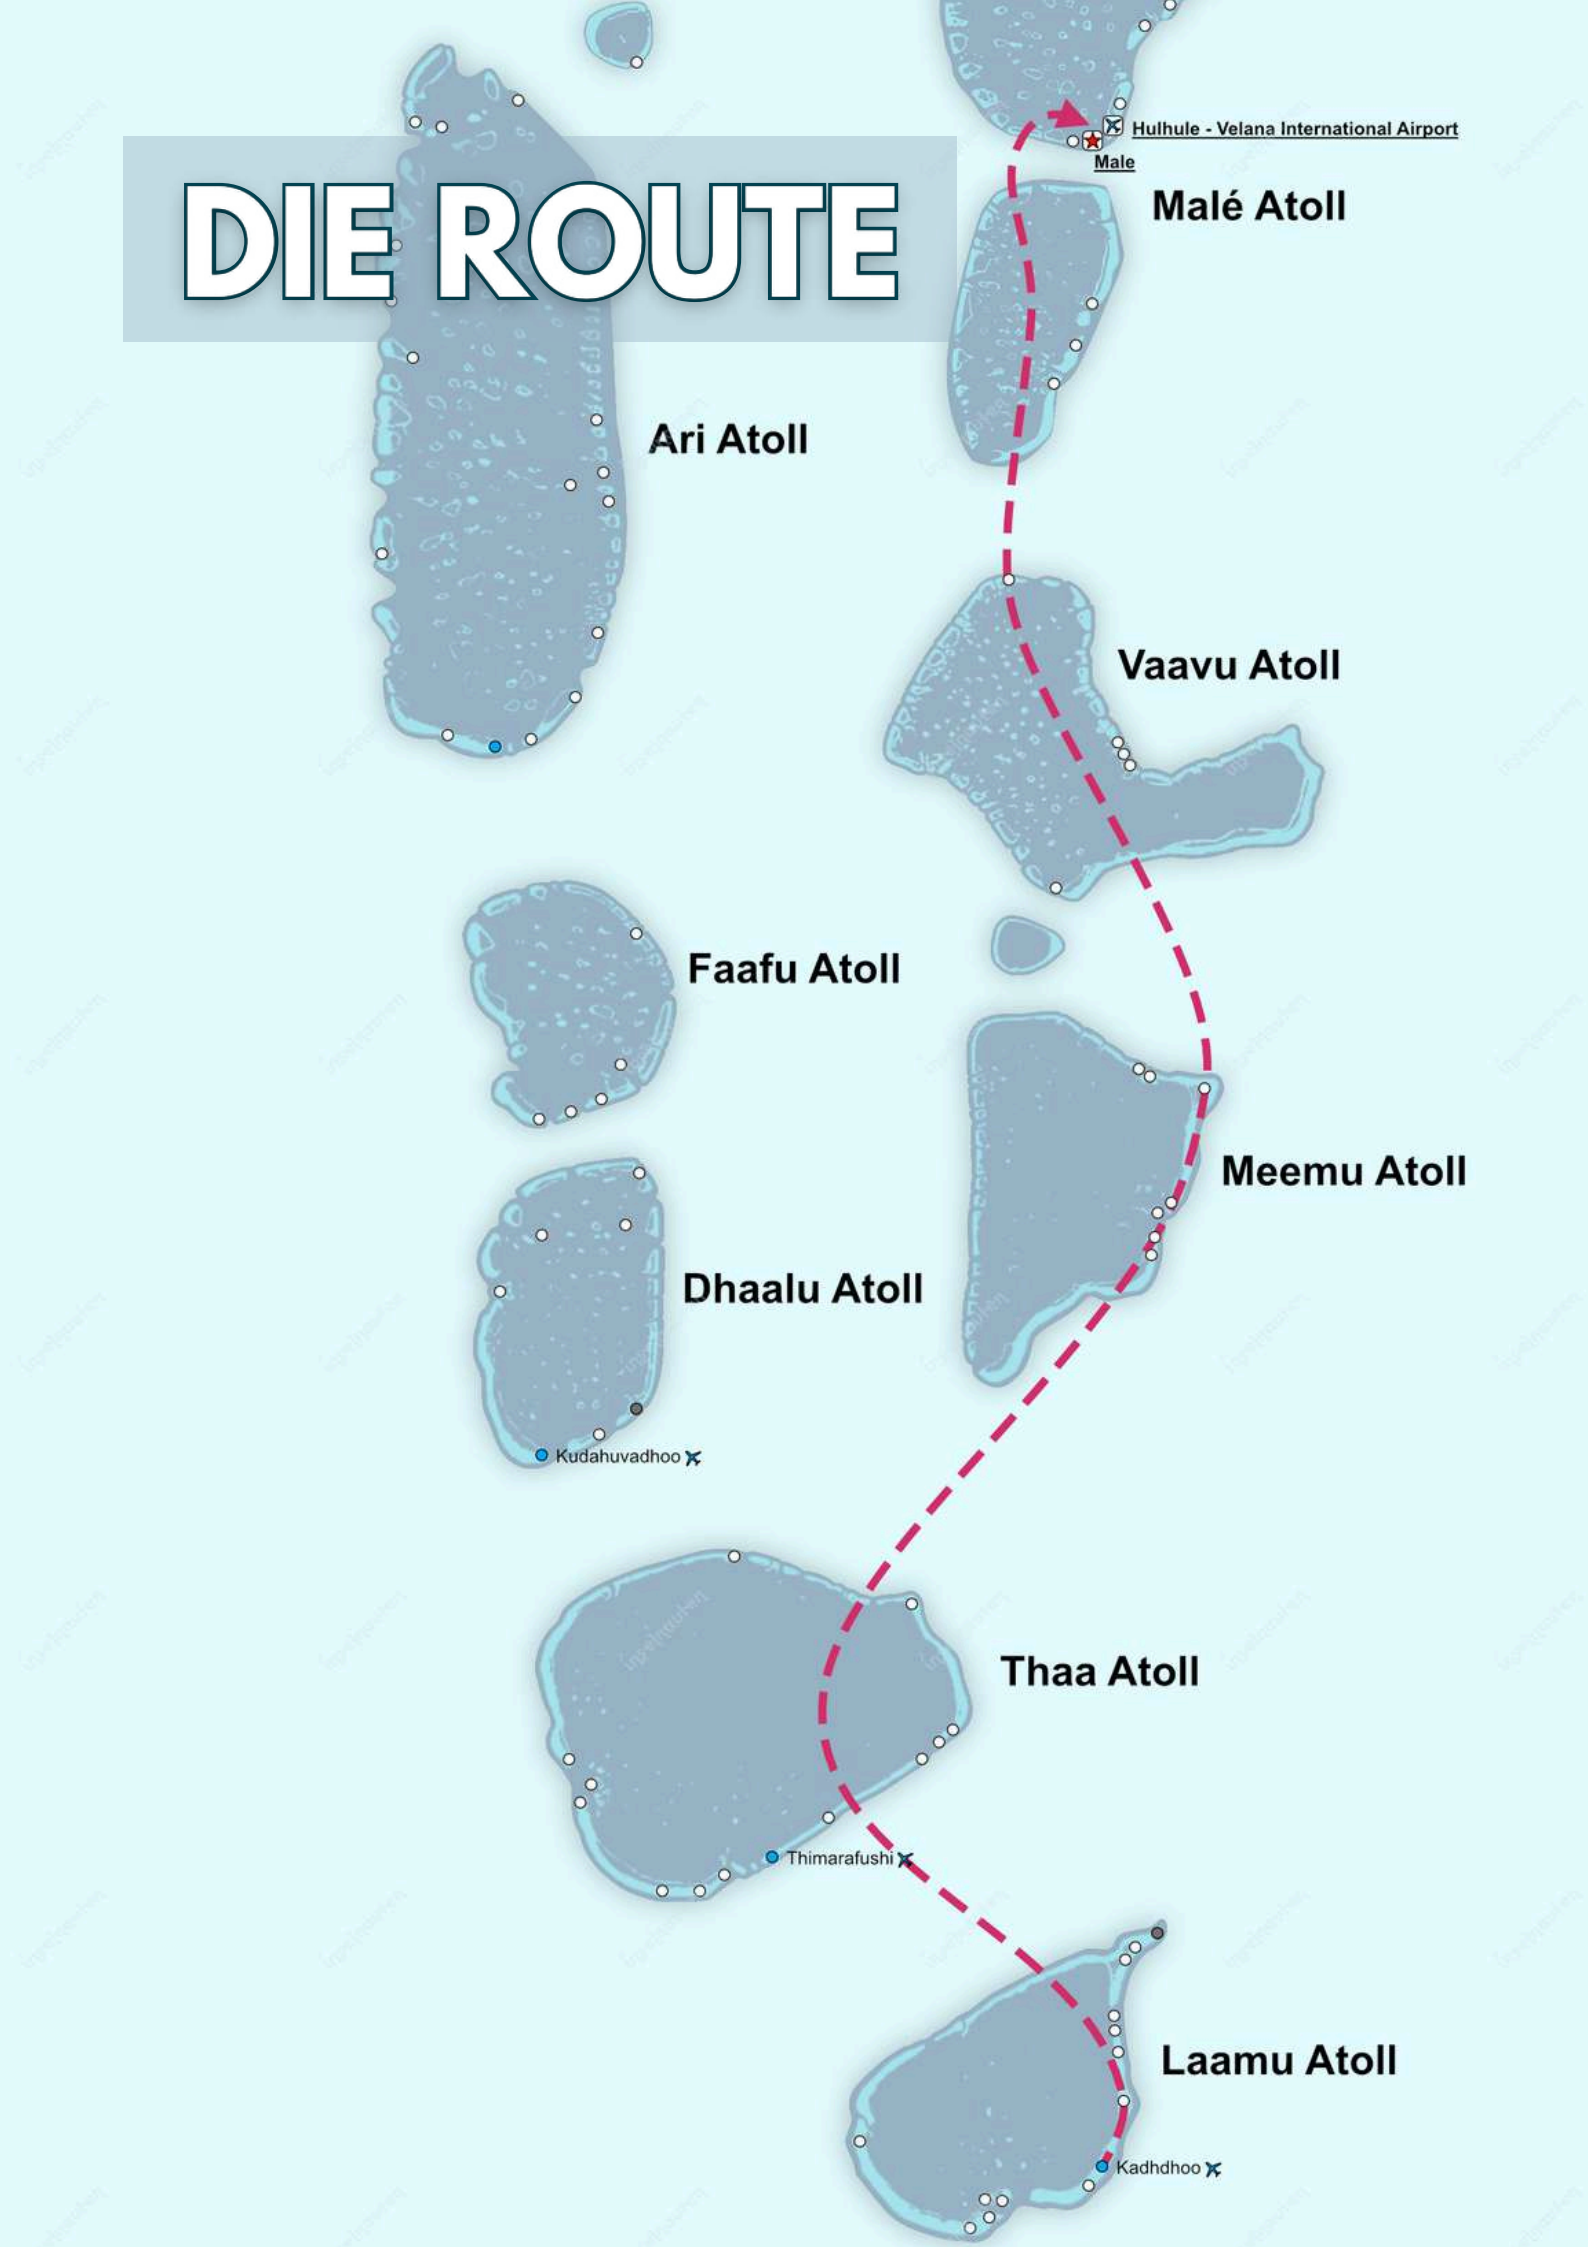 Hulhule - Velana International Airport
Male
Malé Atoll
DIE ROUTE
Ari Atoll
Vaavu Atoll
Faafu Atoll
Meemu Atoll
Dhaalu Atoll
Kudahuvadhoo
Thaa Atoll
Thimarafushi
Laamu Atoll
Kadhdhoo